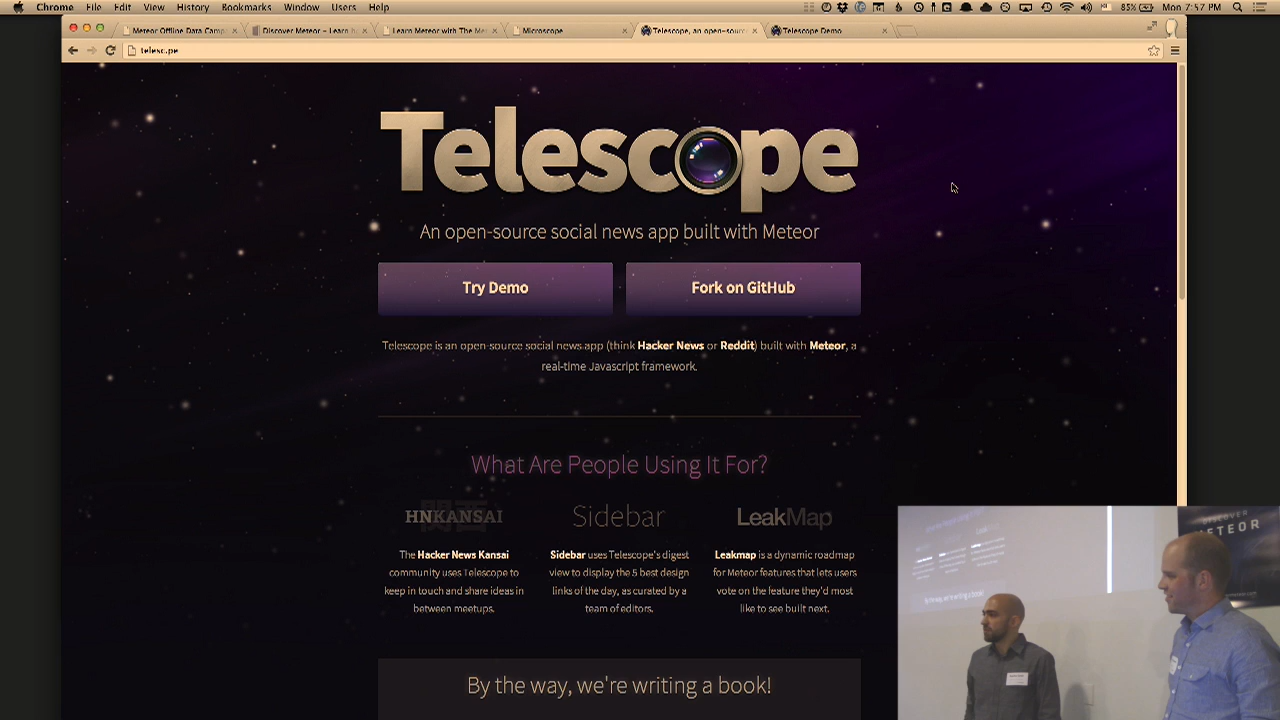 Chrome File Edit View History Bookmarks Window Users Help 85% Mon 7:57 PM
Meteor Offline Data Camp Discover Meteor – Learn Learn Meteor with The Me Microscope Telescope, an open-sour Telescope Demo
telesc.pe
Telescope
An open-source social news app built with Meteor
Try Demo Fork on GitHub
Telescope is an open-source social news app (think Hacker News or Reddit) built with Meteor, a
real-time Javascript framework.
What Are People Using It For?
HNKANSAI Sidebar LeakMap
The Hacker News Kansai
community uses Telescope to
keep in touch and share ideas in
between meetups.
Sidebar uses Telescope's digest
view to display the 5 best design
links of the day, as curated by a
team of editors.
Leakmap is a dynamic roadmap
for Meteor features that lets users
vote on the feature they'd most
like to see built next.
By the way, we're writing a book!
DISCOVER
METEOR